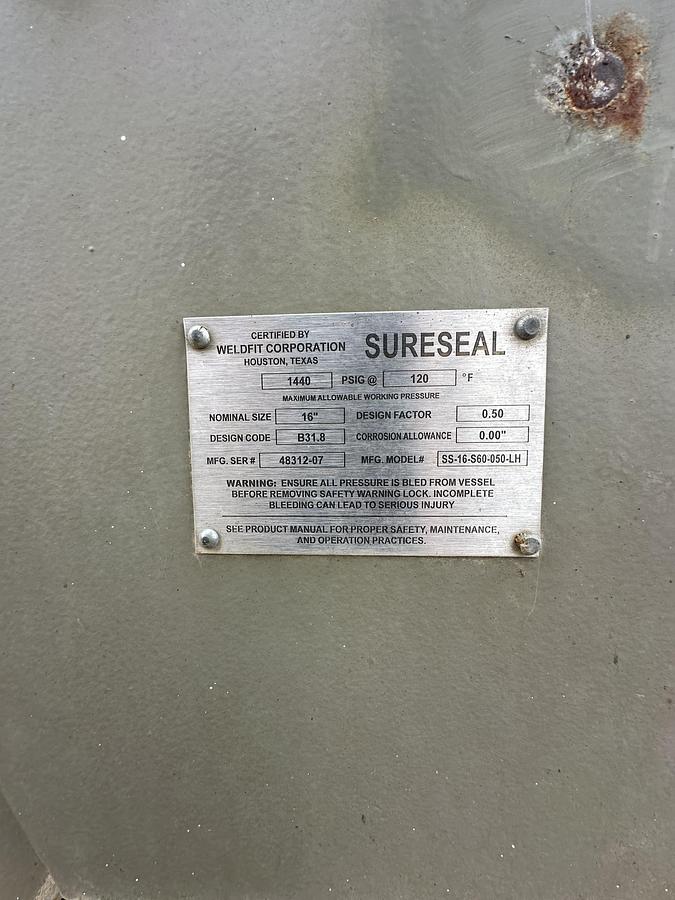 CERTIFIED BY
WELDFIT CORPORATION
HOUSTON, TEXAS
SURESEAL
1440 PSIG @ 120 °F
MAXIMUM ALLOWABLE WORKING PRESSURE
NOMINAL SIZE 16" DESIGN FACTOR 0.50
DESIGN CODE B31.8 CORROSION ALLOWANCE 0.00"
MFG. SER # 48312-07 MFG. MODEL# SS-16-S60-050-LH
WARNING: ENSURE ALL PRESSURE IS BLED FROM VESSEL
BEFORE REMOVING SAFETY WARNING LOCK. INCOMPLETE
BLEEDING CAN LEAD TO SERIOUS INJURY
SEE PRODUCT MANUAL FOR PROPER SAFETY, MAINTENANCE,
AND OPERATION PRACTICES.